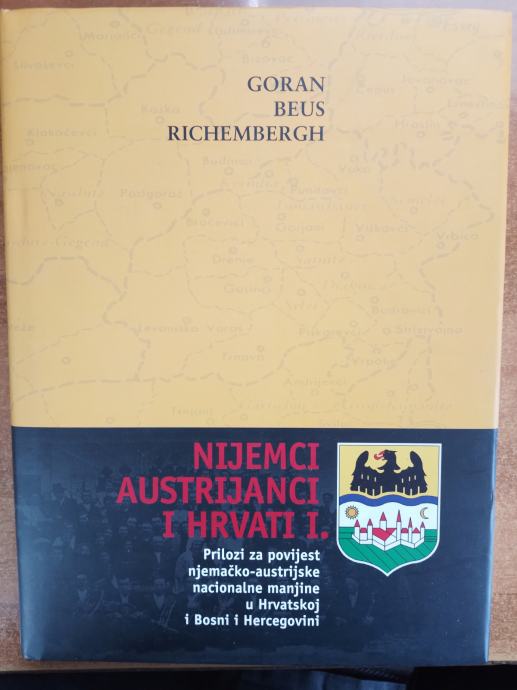 GORAN
BEUS
RICHEMBERGH
NIJEMCI
AUSTRIJANCI
I HRVATI I.
Prilozi za povijest
njemačko-austrijske
nacionalne manjine
u Hrvatskoj
i Bosni i Hercegovini